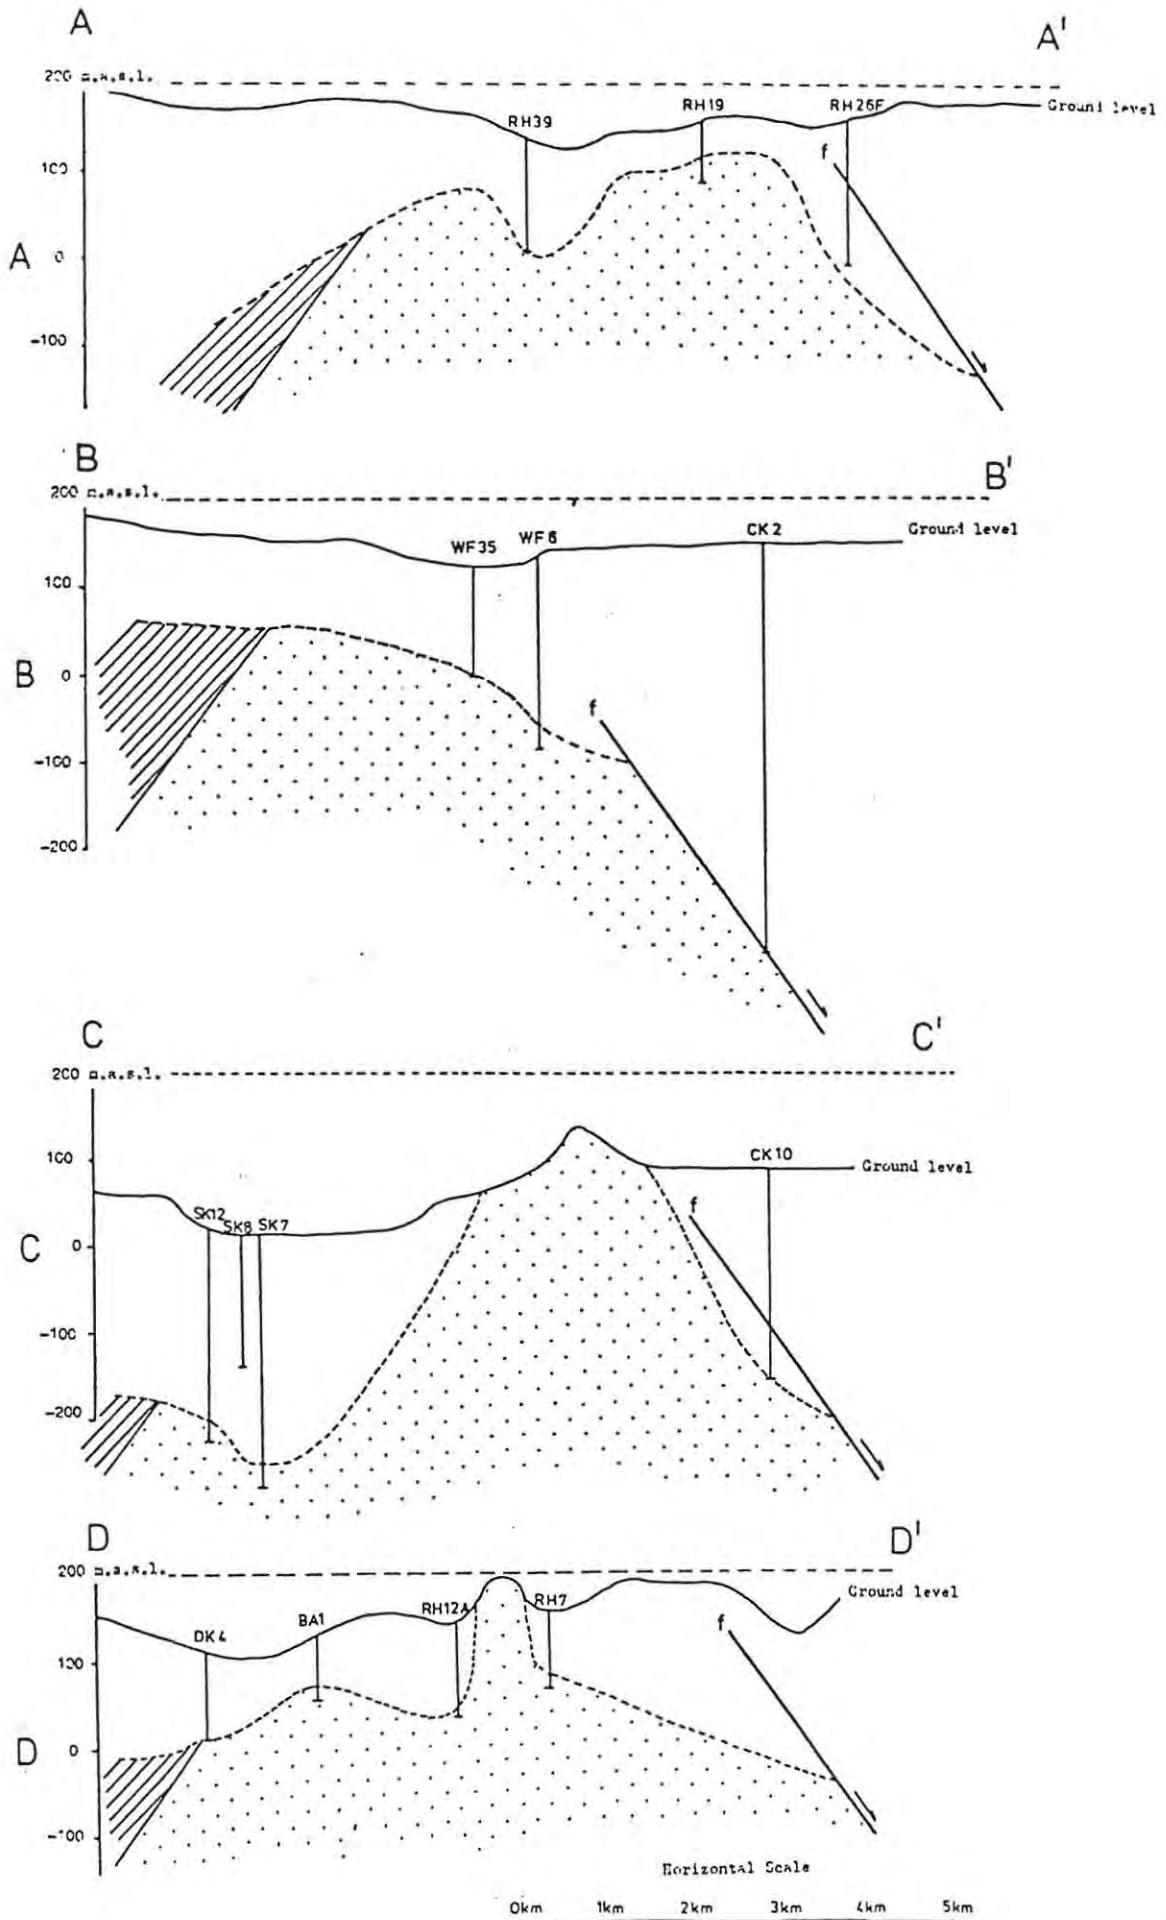 A
A'
200 m.a.s.l.
RH39
RH19
RH26F
Ground level
f
100
A
0
-100
B
B'
200 m.a.s.l.
Ground level
WF35
WF6
CK2
100
B
0
f
-100
-200
C
C'
200 m.a.s.l.
100
CK10
Ground level
SK12
SK8
SK7
f
C
0
-100
-200
D
D'
200 m.a.s.l.
Ground level
DK4
BA1
RH12A
RH7
f
100
D
0
-100
Horizontal Scale
0km 1km 2km 3km 4km 5km